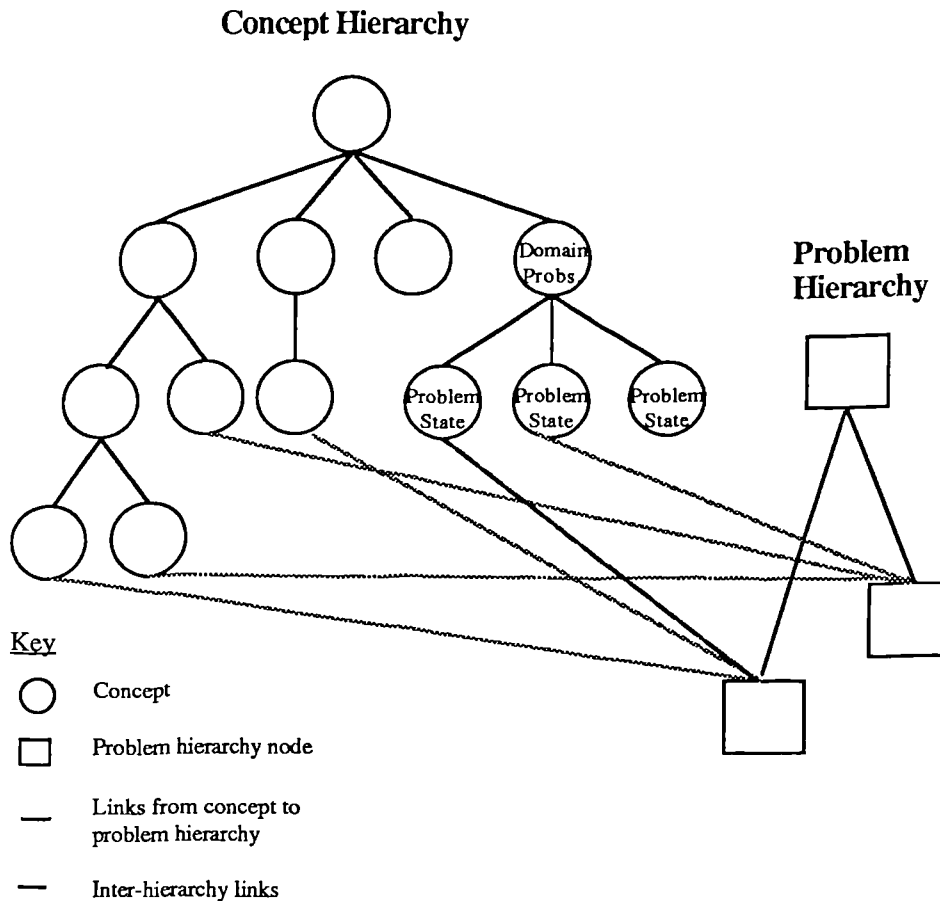 Concept Hierarchy
Domain
Probs.
Problem
Hierarchy
Problem
State
Problem
State
Problem
State
Key
Concept
Problem hierarchy node
Links from concept to
problem hierarchy
Inter-hierarchy links